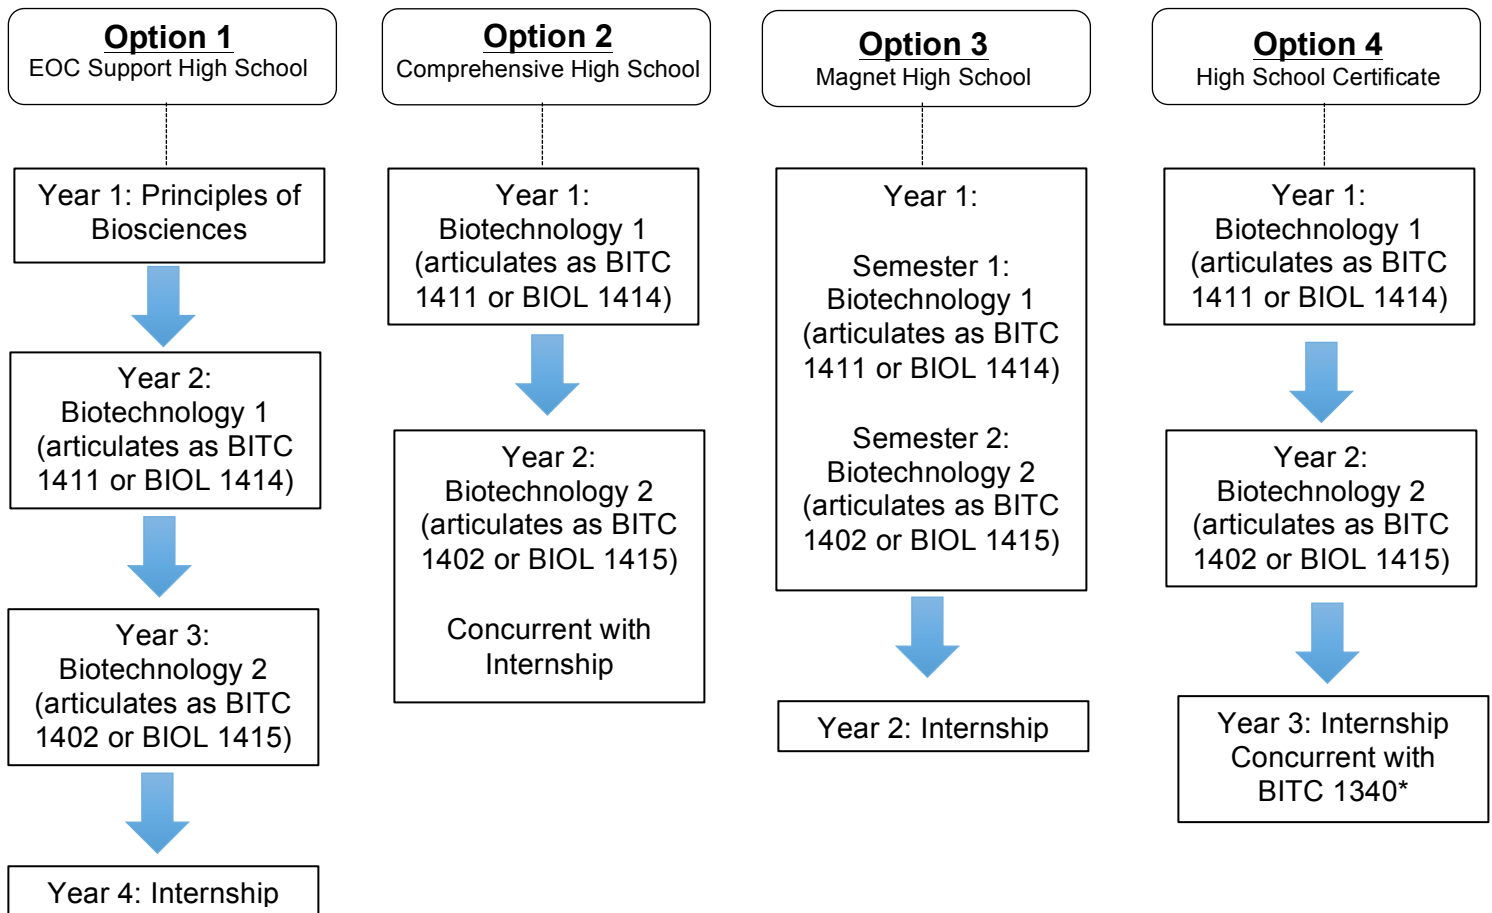 Option 1
EOC Support High School
Year 1: Principles of
Biosciences
Year 2:
Biotechnology 1
(articulates as BITC
1411 or BIOL 1414)
Year 3:
Biotechnology 2
(articulates as BITC
1402 or BIOL 1415)
Year 4: Internship
Option 2
Comprehensive High School
Year 1:
Biotechnology 1
(articulates as BITC
1411 or BIOL 1414)
Year 2:
Biotechnology 2
(articulates as BITC
1402 or BIOL 1415)
Concurrent with
Internship
Option 3
Magnet High School
Year 1:
Semester 1:
Biotechnology 1
(articulates as BITC
1411 or BIOL 1414)
Semester 2:
Biotechnology 2
(articulates as BITC
1402 or BIOL 1415)
Year 2: Internship
Option 4
High School Certificate
Year 1:
Biotechnology 1
(articulates as BITC
1411 or BIOL 1414)
Year 2:
Biotechnology 2
(articulates as BITC
1402 or BIOL 1415)
Year 3: Internship
Concurrent with
BITC 1340*